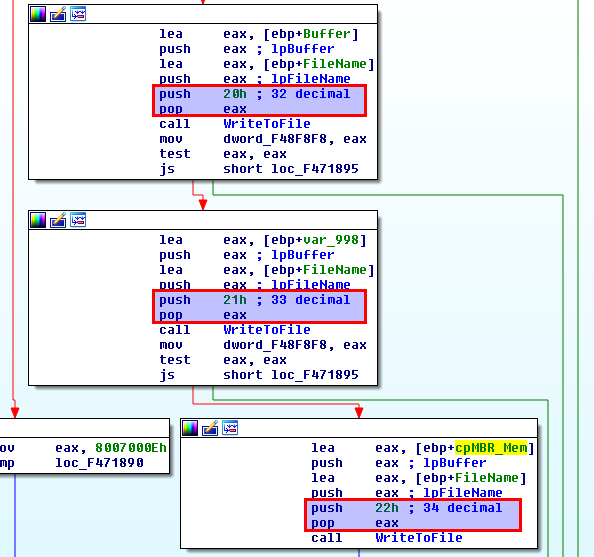 lea eax, [ebp+Buffer]
push eax ; lpBuffer
lea eax, [ebp+FileName]
push eax ; lpFileName
push 20h ; 32 decimal
pop eax
call WriteToFile
mov dword_F48F8F8, eax
test eax, eax
js short loc_F471895
lea eax, [ebp+var_998]
push eax ; lpBuffer
lea eax, [ebp+FileName]
push eax ; lpFileName
push 21h ; 33 decimal
pop eax
call WriteToFile
mov dword_F48F8F8, eax
test eax, eax
js short loc_F471895
ov eax, 8007000Eh
mp loc_F471890
lea eax, [ebp+cpMBR_Mem]
push eax ; lpBuffer
lea eax, [ebp+FileName]
push eax ; lpFileName
push 22h ; 34 decimal
pop eax
call WriteToFile